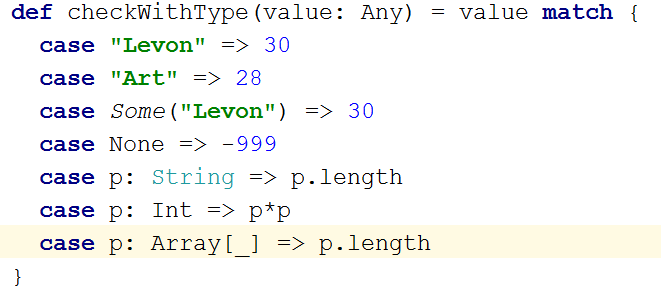 def checkWithType(value: Any) = value match {
  case "Levon" => 30
  case "Art" => 28
  case Some("Levon") => 30
  case None => -999
  case p: String => p.length
  case p: Int => p*p
  case p: Array[_] => p.length
}